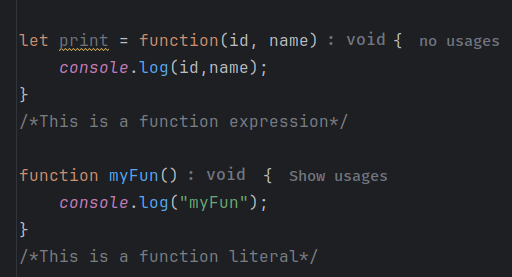 let print = function(id, name) : void { no usages
    console.log(id,name);
}
/*This is a function expression*/
function myFun() : void { Show usages
    console.log("myFun");
}
/*This is a function literal*/